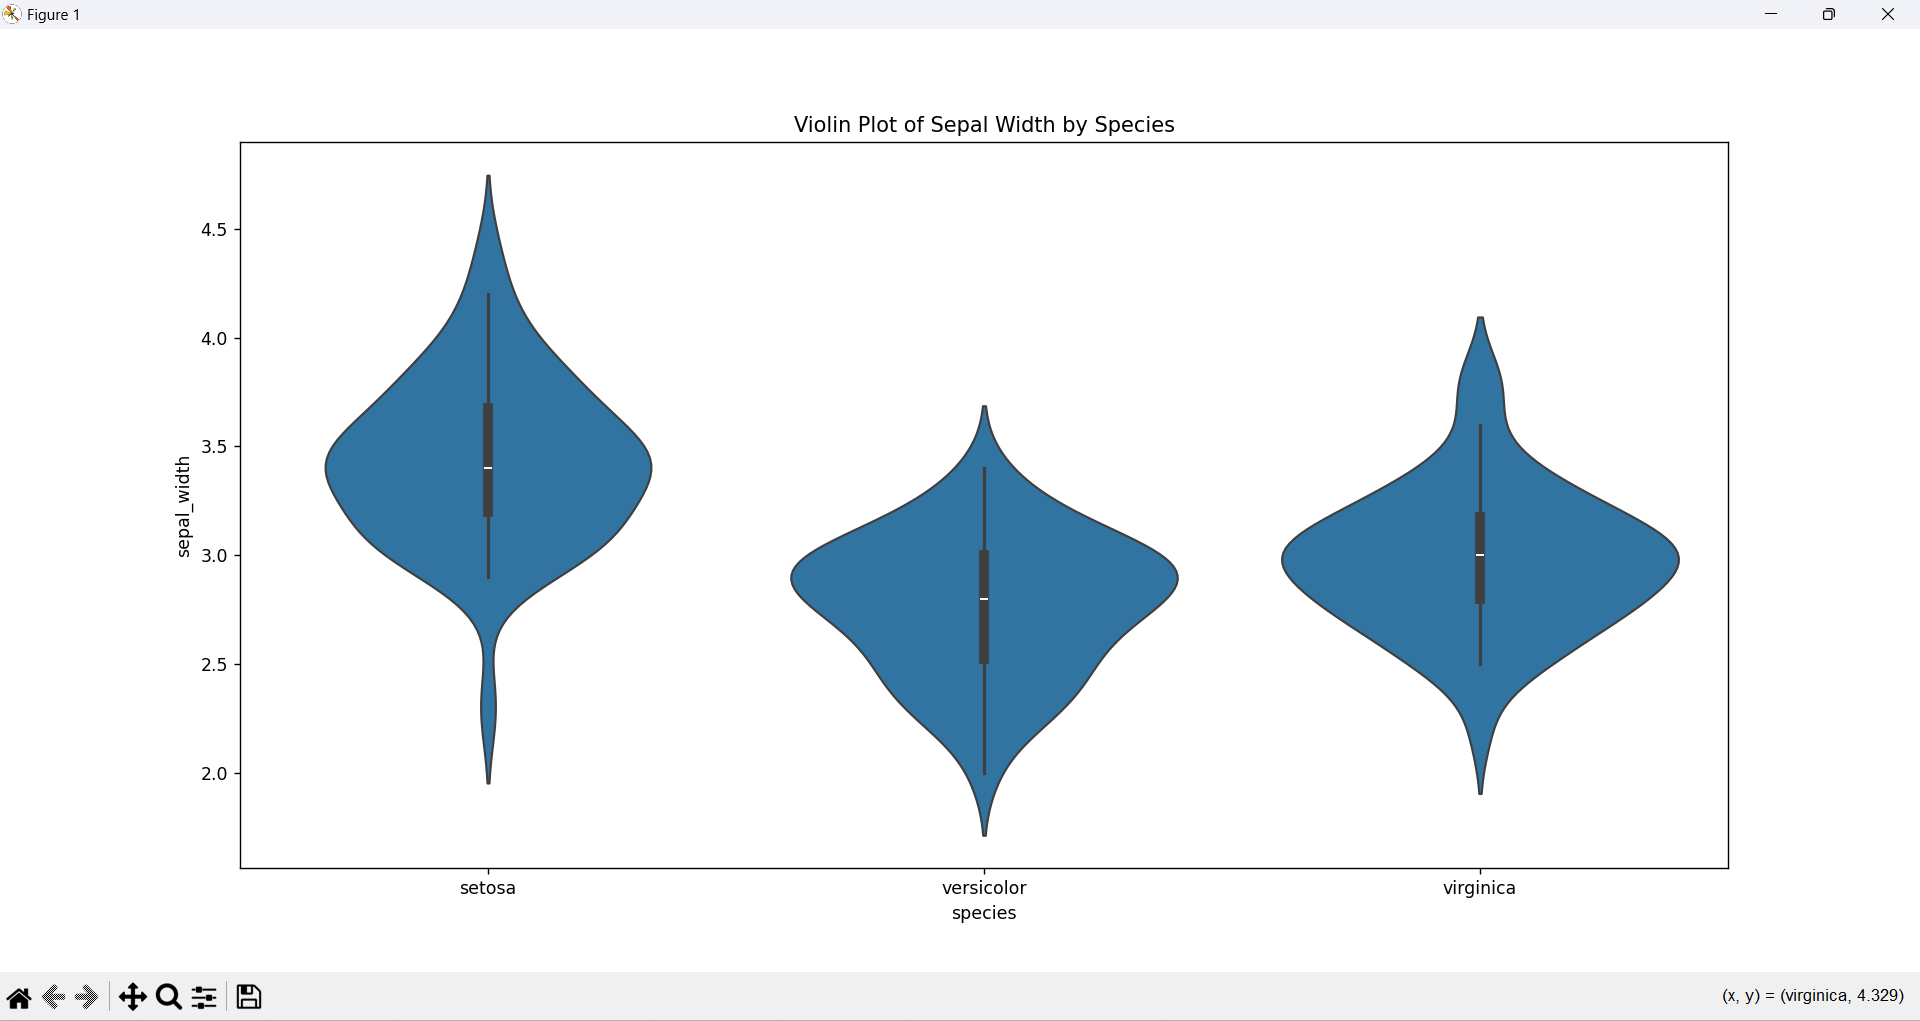 Figure 1
Violin Plot of Sepal Width by Species
4.5
4.0
3.5
3.0
2.5
2.0
sepal_width
setosa versicolor virginica
species
(x, y) = (virginica, 4.329)